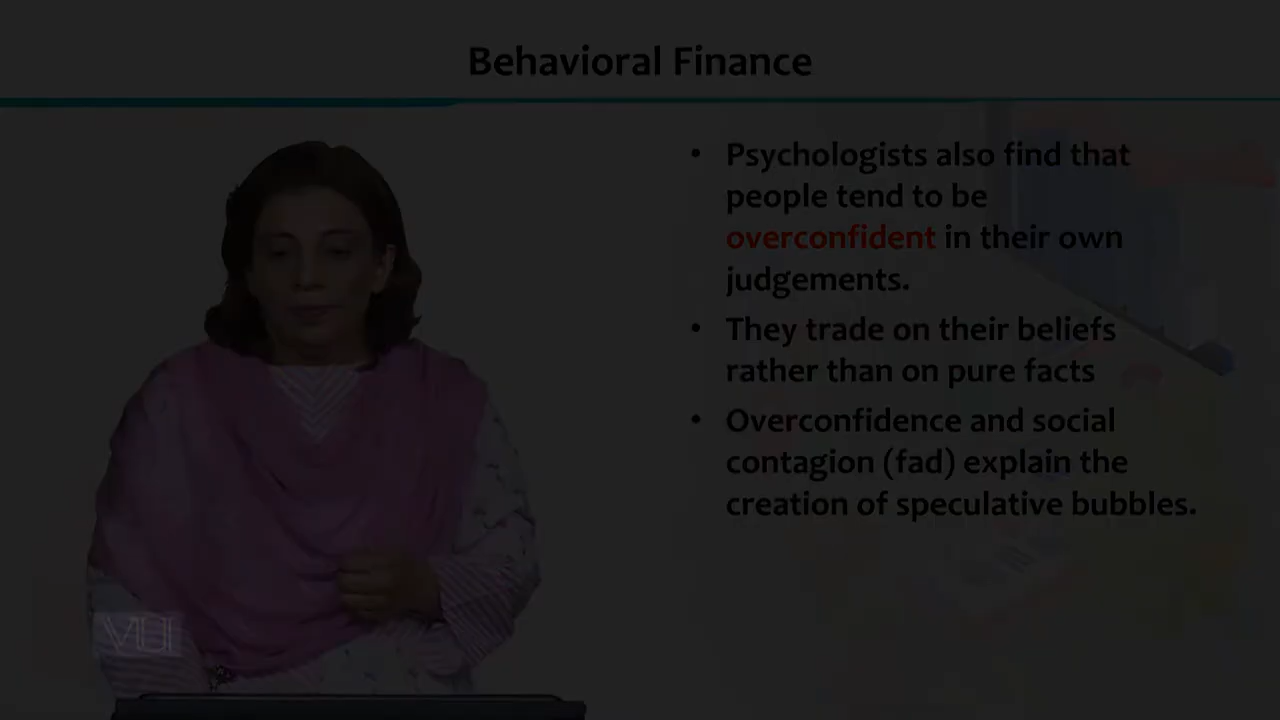 Behavioral Finance
• Psychologists also find that
people tend to be
overconfident in their own
judgements.
• They trade on their beliefs
rather than on pure facts
• Overconfidence and social
contagion (fad) explain the
creation of speculative bubbles.
VU